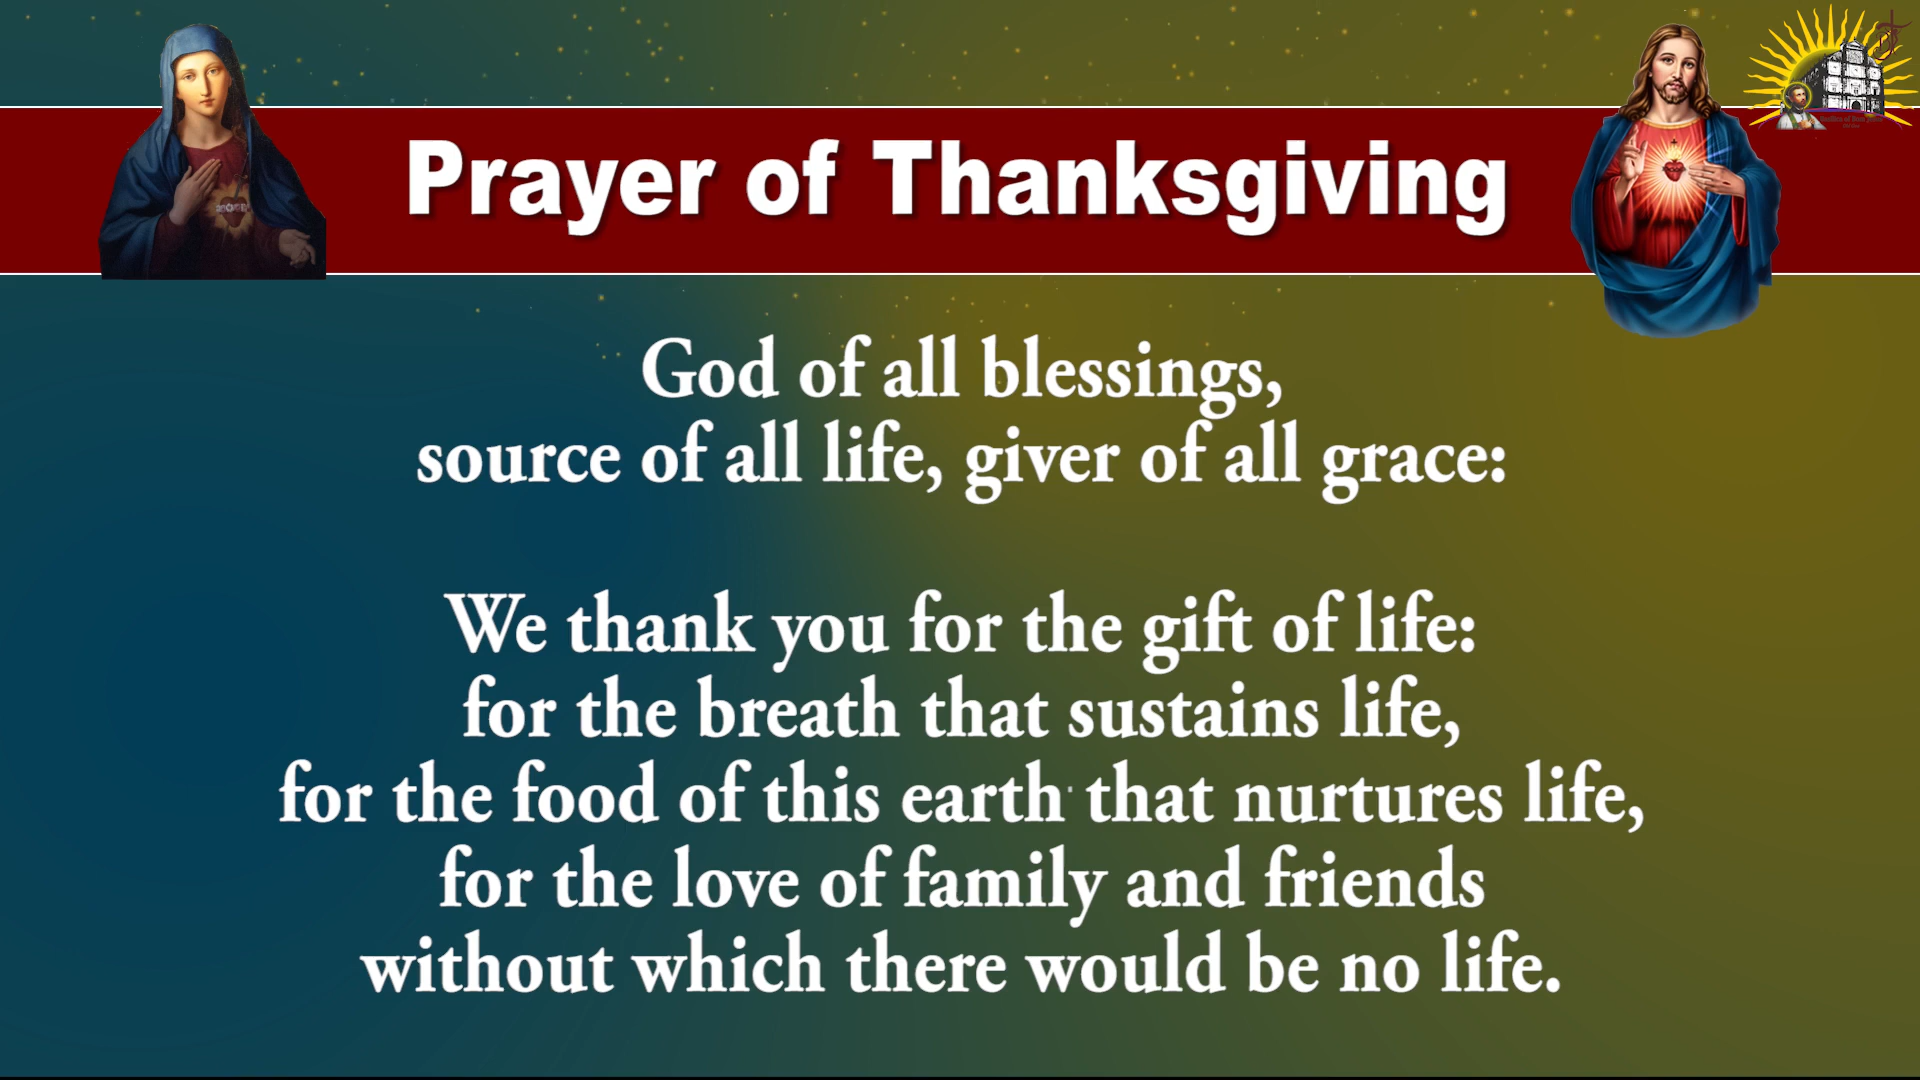 Prayer of Thanksgiving
God of all blessings,
source of all life, giver of all grace:
We thank you for the gift of life:
for the breath that sustains life,
for the food of this earth that nurtures life,
for the love of family and friends
without which there would be no life.